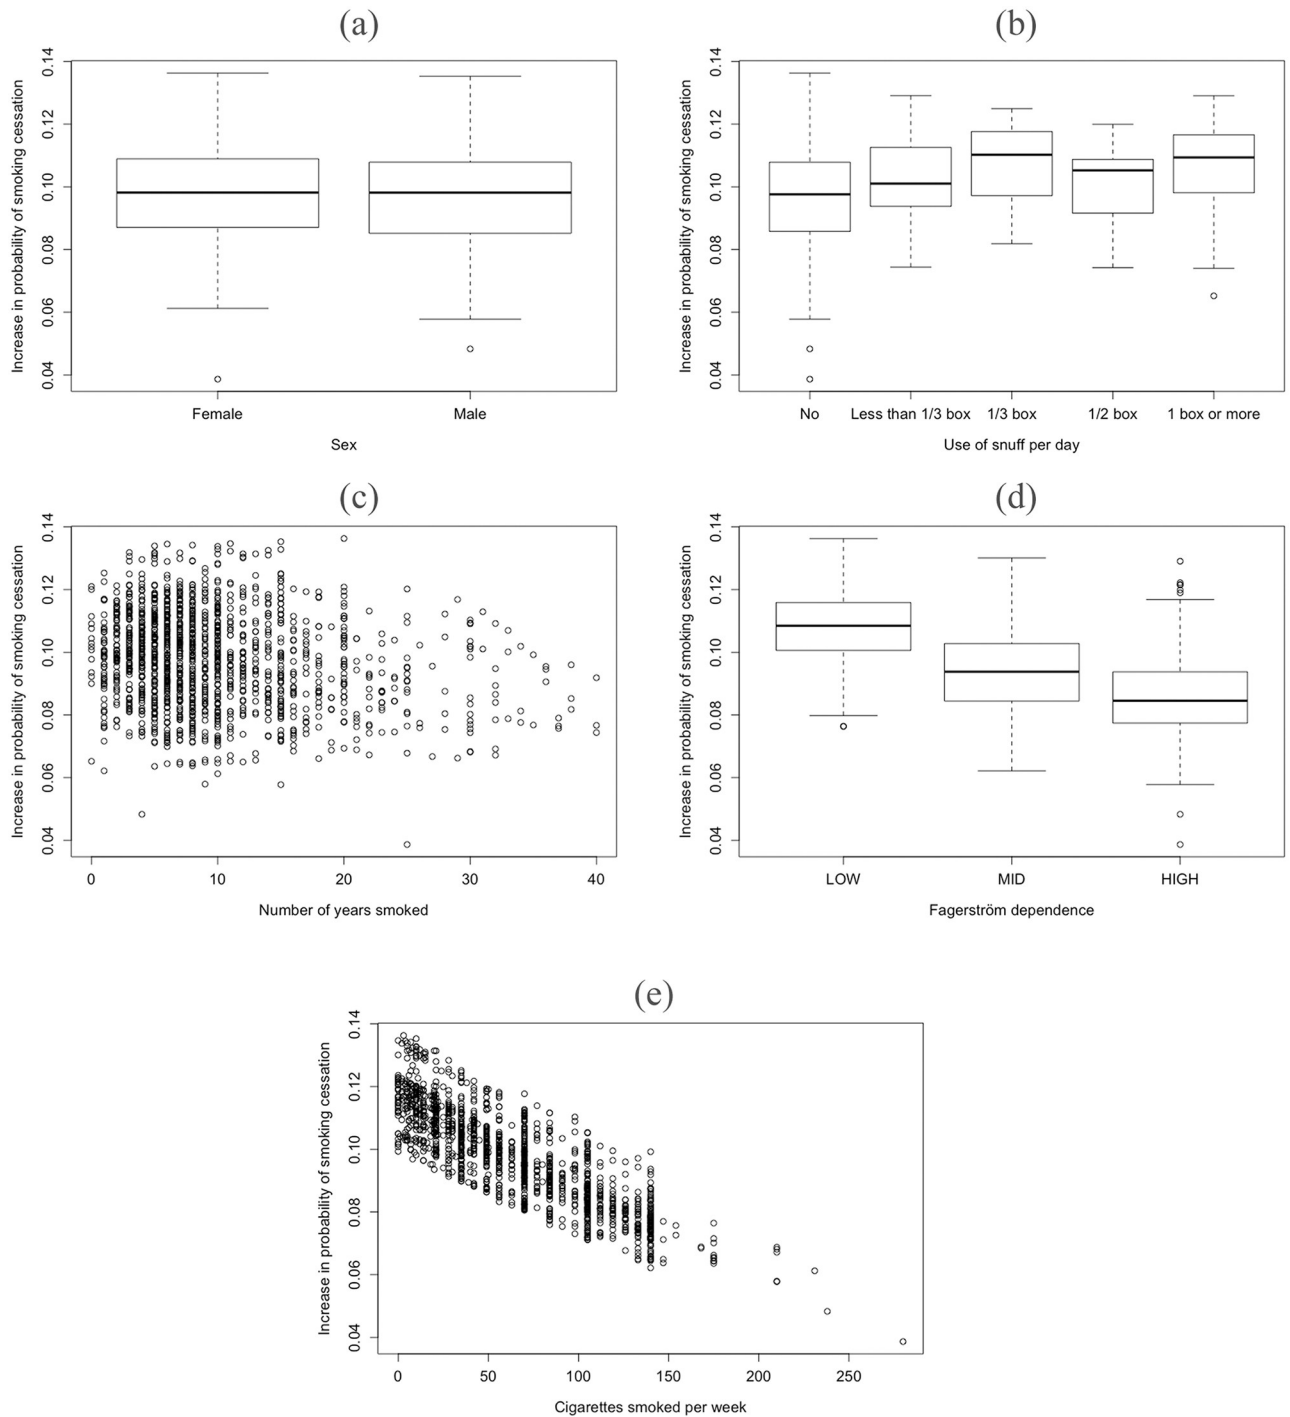 (a)
Increase in probability of smoking cessation
0.14
0.12
0.10
0.08
0.06
0.04
Female
Male
Sex
(b)
Increase in probability of smoking cessation
0.14
0.12
0.10
0.08
0.06
0.04
No
Less than 1/3 box
1/3 box
1/2 box
1 box or more
Use of snuff per day
(c)
Increase in probability of smoking cessation
0.14
0.12
0.10
0.08
0.06
0.04
0
10
20
30
40
Number of years smoked
(d)
Increase in probability of smoking cessation
0.14
0.12
0.10
0.08
0.06
0.04
LOW
MID
HIGH
Fagerström dependence
(e)
Increase in probability of smoking cessation
0.14
0.12
0.10
0.08
0.06
0.04
0
50
100
150
200
250
Cigarettes smoked per week